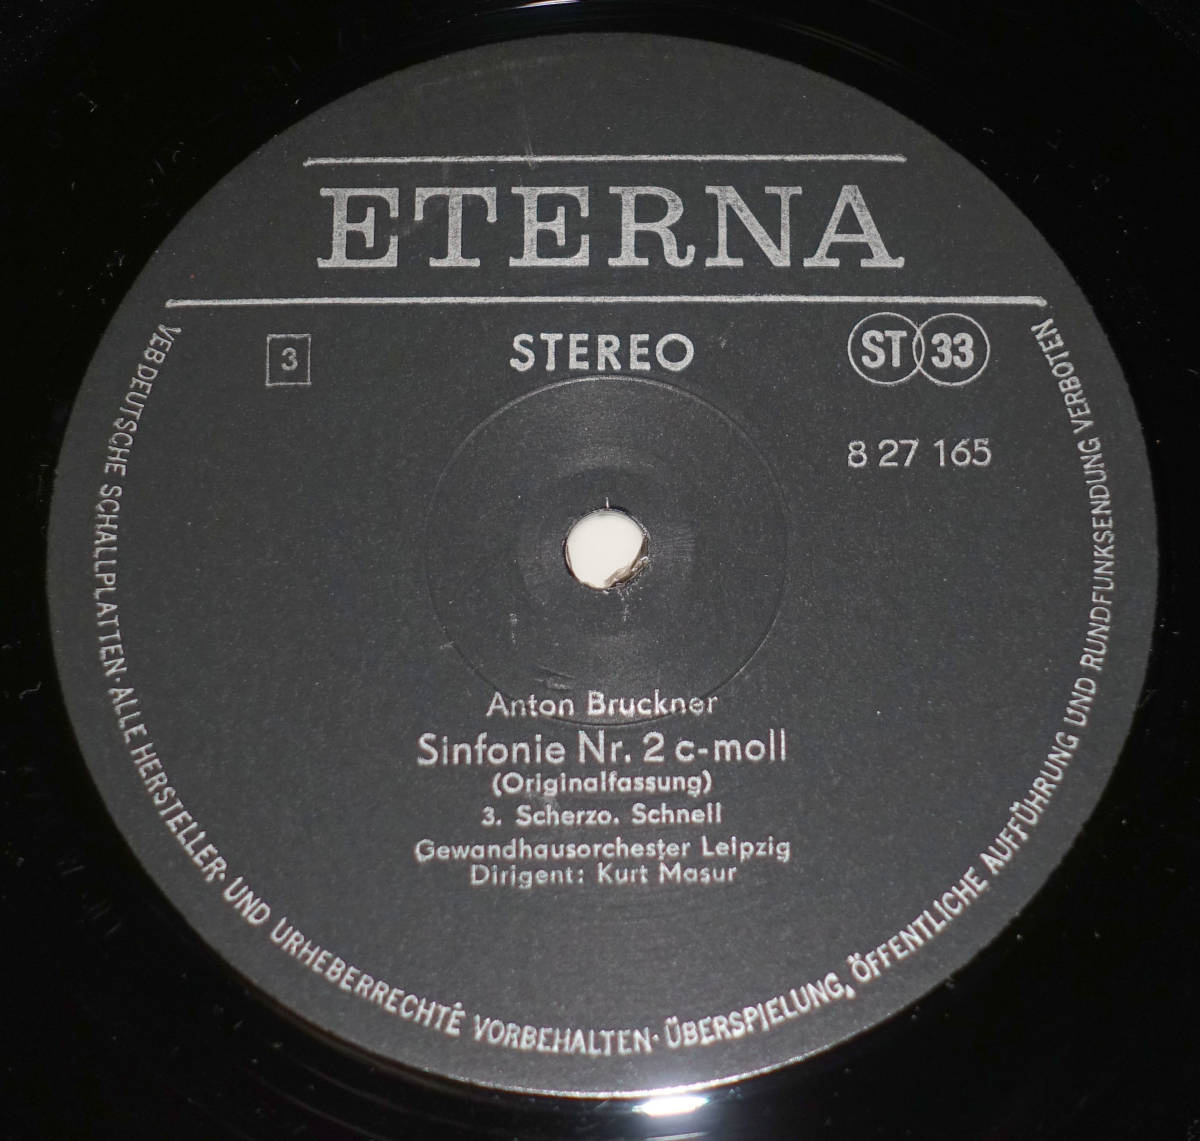 ETERNA
3
STEREO
ST 33
8 27 165
Anton Bruckner
Sinfonie Nr. 2 c-moll
(Originalfassung)
3. Scherzo. Schnell
Gewandhausorchester Leipzig
Dirigent: Kurt Masur
VEB DEUTSCHE SCHALLPLATTEN · ALLE HERSTELLER- UND URHEBERRECHTE VORBEHALTEN · ÜBERSPIELUNG, ÖFFENTLICHE AUFFÜHRUNG UND RUNDFUNKSENDUNG VERBOTEN